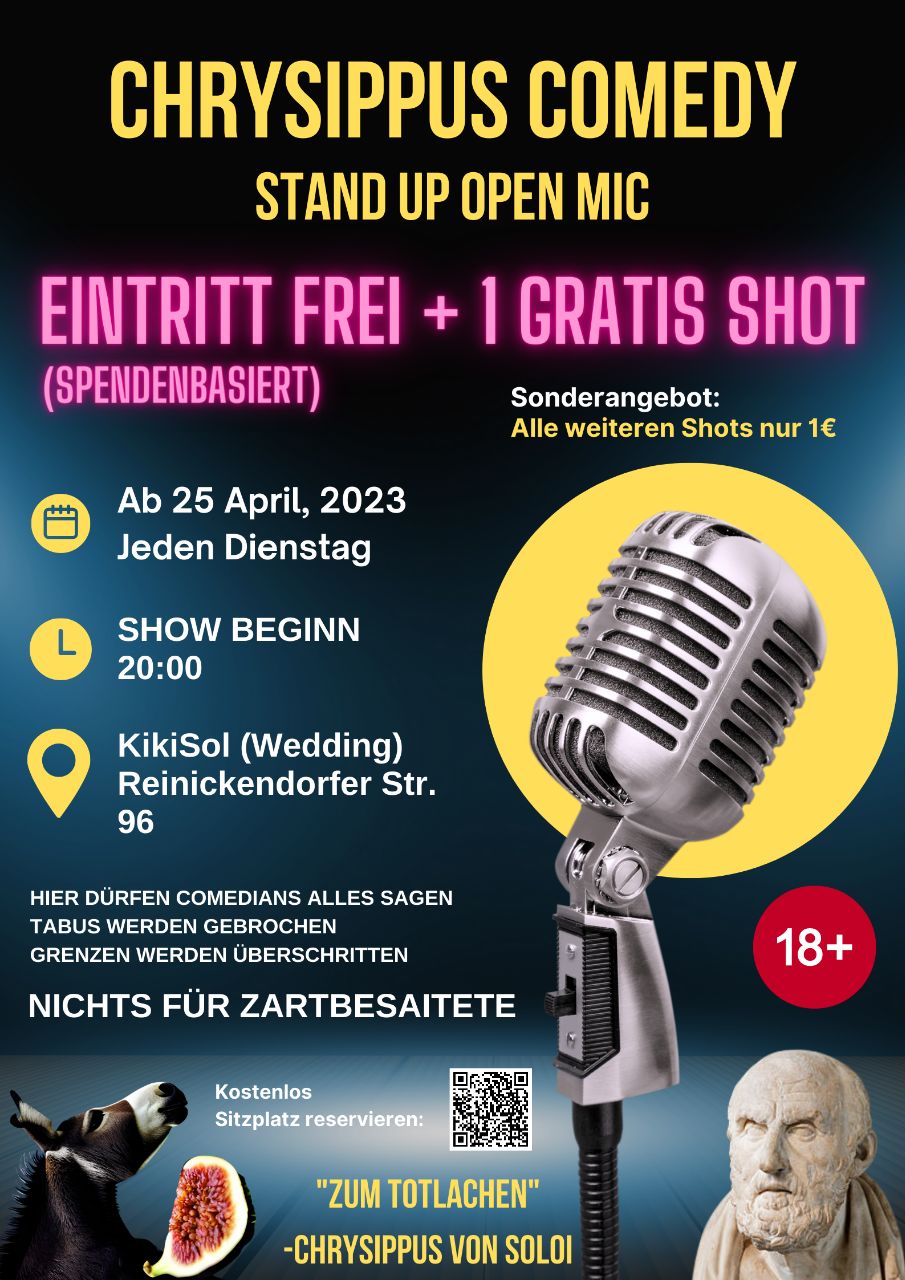 CHRYSIPPUS COMEDY
STAND UP OPEN MIC
EINTRITT FREI + 1 GRATIS SHOT
(SPENDENBASIERT)
Sonderangebot:
Alle weiteren Shots nur 1€
Ab 25 April, 2023
Jeden Dienstag
SHOW BEGINN
20:00
KikiSol (Wedding)
Reinickendorfer Str.
96
HIER DÜRFEN COMEDIANS ALLES SAGEN
TABUS WERDEN GEBROCHEN
GRENZEN WERDEN ÜBERSCHRITTEN
NICHTS FÜR ZARTBESAITETE
18+
Kostenlos
Sitzplatz reservieren:
"ZUM TOTLACHEN"
-CHRYSIPPUS VON SOLOI